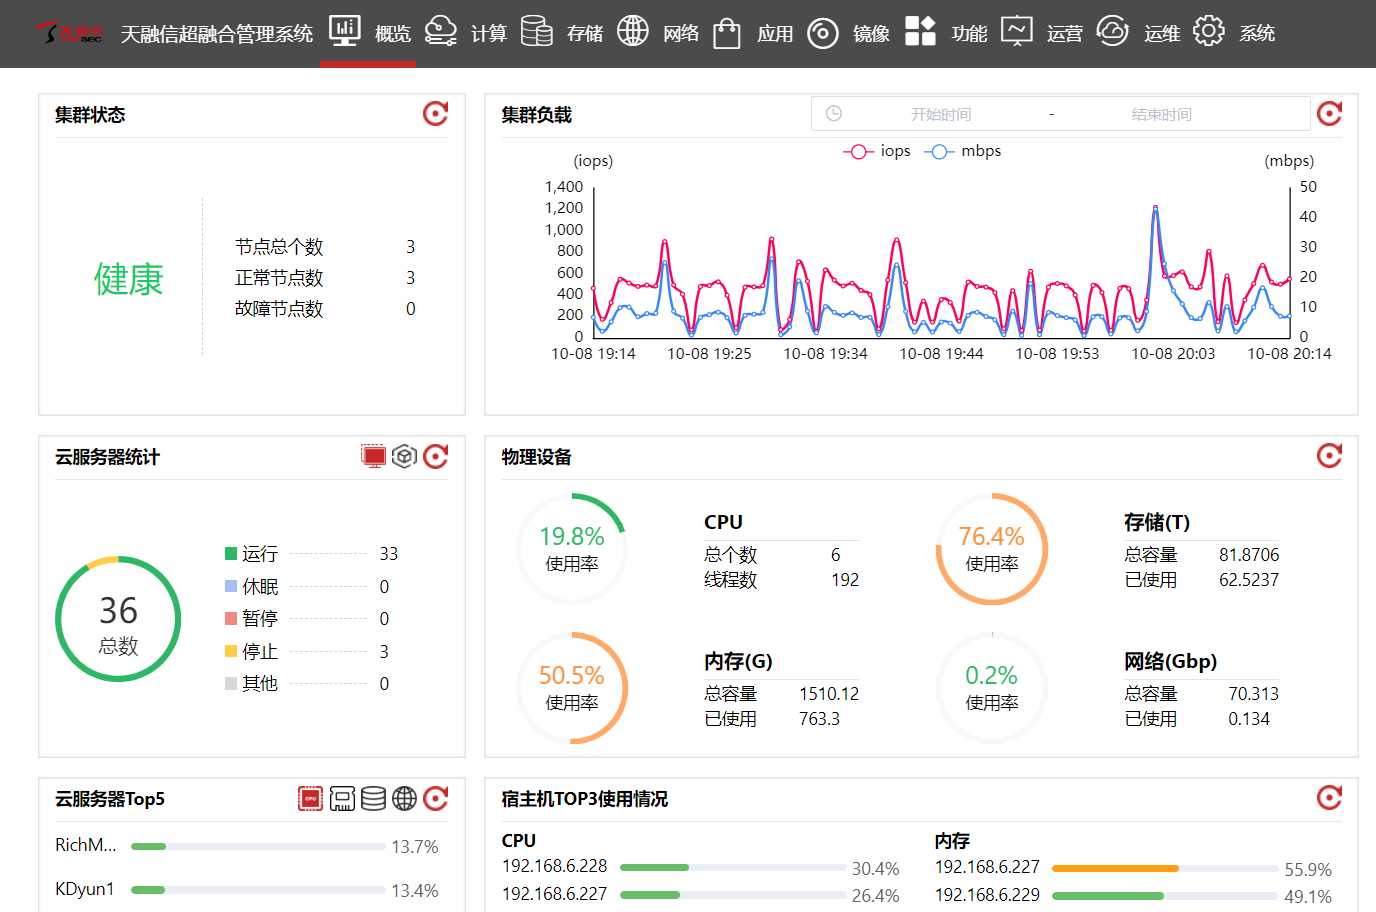 天融信 TOPSEC 天融信超融合管理系统 概览 计算 存储 网络 应用 镜像 功能 运营 运维 系统
集群状态
健康
节点总个数 3
正常节点数 3
故障节点数 0
集群负载 开始时间 - 结束时间
iops mbps
(iops) (mbps)
1,400 50
1,200 40
1,000
800 30
600 20
400
200 10
0 0
10-08 19:14 10-08 19:25 10-08 19:34 10-08 19:44 10-08 19:53 10-08 20:03 10-08 20:14
云服务器统计
36
总数
运行 33
休眠 0
暂停 0
停止 3
其他 0
物理设备
19.8%
使用率
CPU
总个数 6
线程数 192
76.4%
使用率
存储(T)
总容量 81.8706
已使用 62.5237
50.5%
使用率
内存(G)
总容量 1510.12
已使用 763.3
0.2%
使用率
网络(Gbp)
总容量 70.313
已使用 0.134
云服务器Top5 CPU
RichM... 13.7%
KDyun1 13.4%
宿主机TOP3使用情况
CPU
192.168.6.228 30.4%
192.168.6.227 26.4%
内存
192.168.6.227 55.9%
192.168.6.229 49.1%